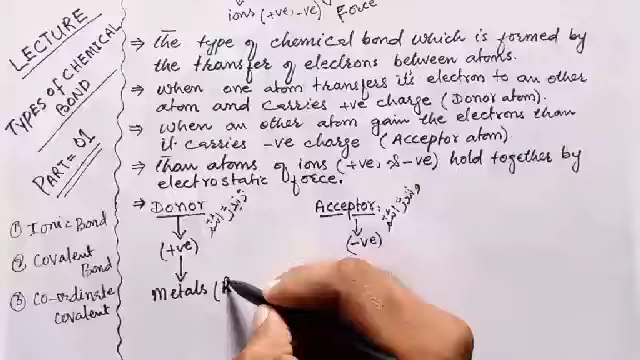 ions (+ve, -ve) Force
LECTURE
TYPES OF CHEMICAL
BOND
PART = 01
① Ionic Bond
② Covalent
Bond
③ Co-ordinate
covalent
⇒ The type of chemical bond which is formed by
the transfer of electrons between atoms.
⇒ when one atom transfers it's electron to an other
atom and carries +ve charge (Donor atom).
⇒ when an other atom gain the electrons than
it carries -ve charge (Acceptor atom)
⇒ than atoms of ions (+ve, & -ve) hold together by
electrostatic force.
⇒ Donor Acceptor
(+ve) (-ve)
Metals (